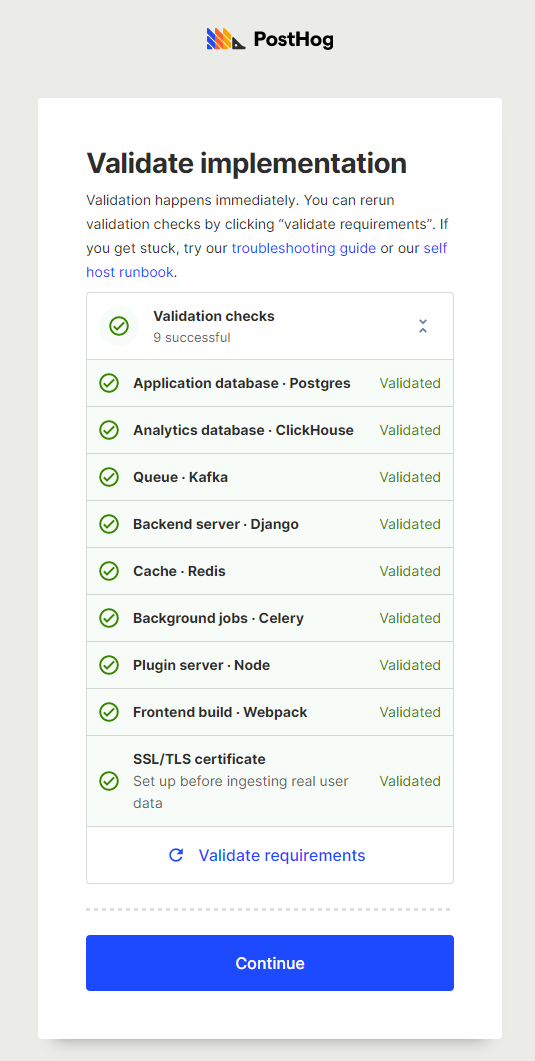 PostHog
Validate implementation
Validation happens immediately. You can rerun
validation checks by clicking “validate requirements”. If
you get stuck, try our troubleshooting guide or our self
host runbook.
Validation checks
9 successful
Application database · Postgres Validated
Analytics database · ClickHouse Validated
Queue · Kafka Validated
Backend server · Django Validated
Cache · Redis Validated
Background jobs · Celery Validated
Plugin server · Node Validated
Frontend build · Webpack Validated
SSL/TLS certificate
Set up before ingesting real user Validated
data
Validate requirements
Continue